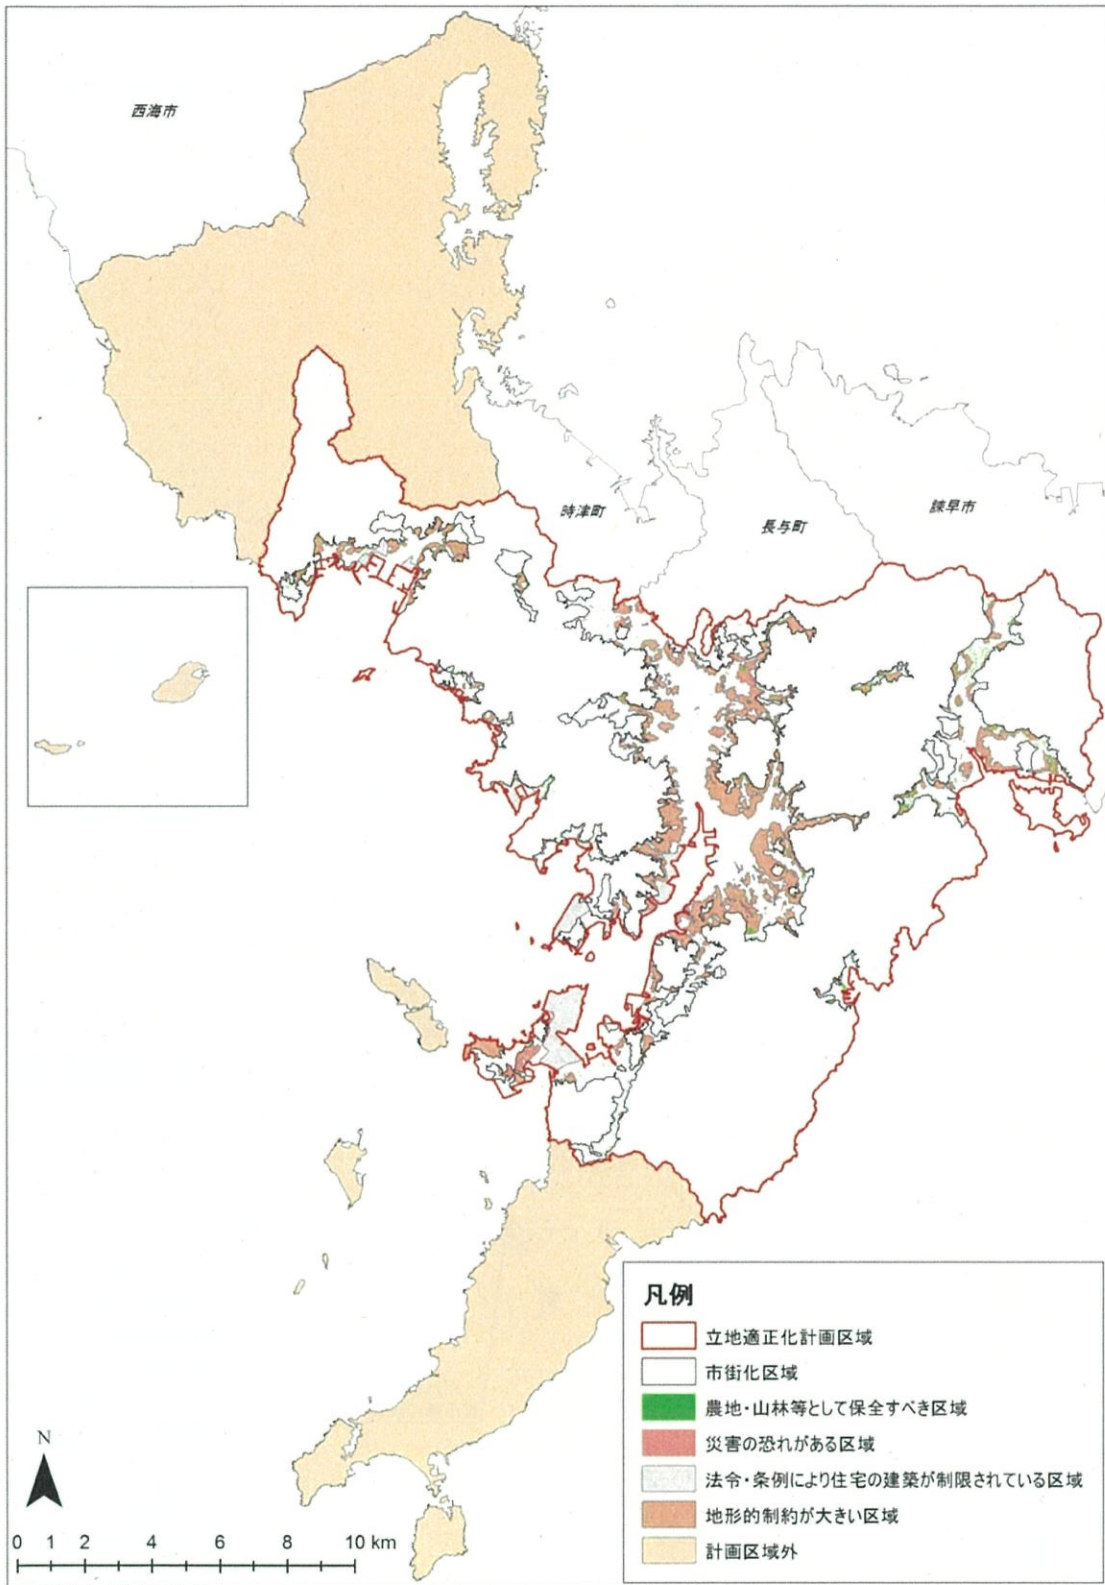 西海市
時津町
長与町
諫早市
凡例
立地適正化計画区域
市街化区域
農地・山林等として保全すべき区域
災害の恐れがある区域
法令・条例により住宅の建築が制限されている区域
地形的制約が大きい区域
計画区域外
N
0 1 2 4 6 8 10 km